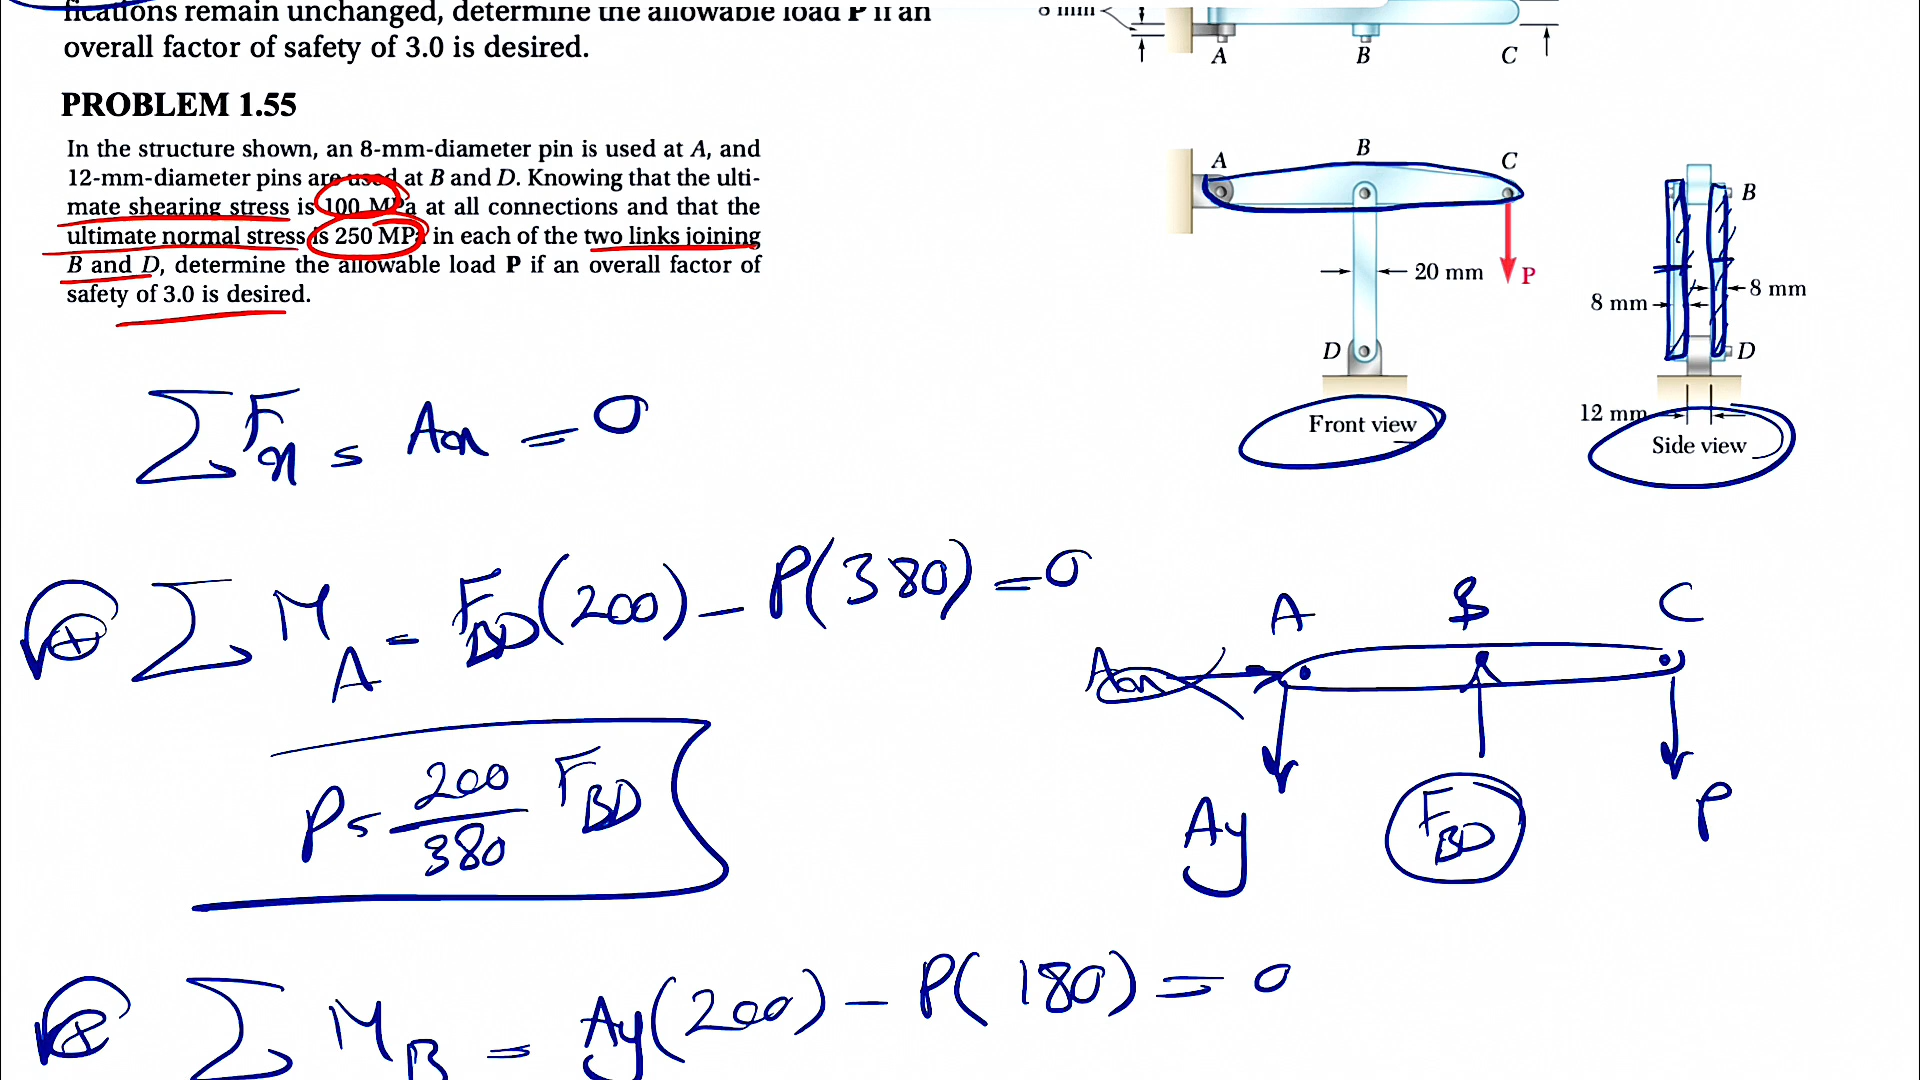 fications remain unchanged, determine the allowable load P if an
overall factor of safety of 3.0 is desired.
8 mm
A B C
PROBLEM 1.55
In the structure shown, an 8-mm-diameter pin is used at A, and
12-mm-diameter pins are used at B and D. Knowing that the ulti-
mate shearing stress is 100 MPa at all connections and that the
ultimate normal stress is 250 MPa in each of the two links joining
B and D, determine the allowable load P if an overall factor of
safety of 3.0 is desired.
A B C
20 mm P
D
Front view
B
8 mm 8 mm
D
12 mm
Side view
∑Fx = Ax = 0
+ ∑MA = FBD(200) – P(380) = 0
P = 200/380 FBD
A B C
Ax
Ay FBD P
+ ∑MB = Ay(200) – P(180) = 0